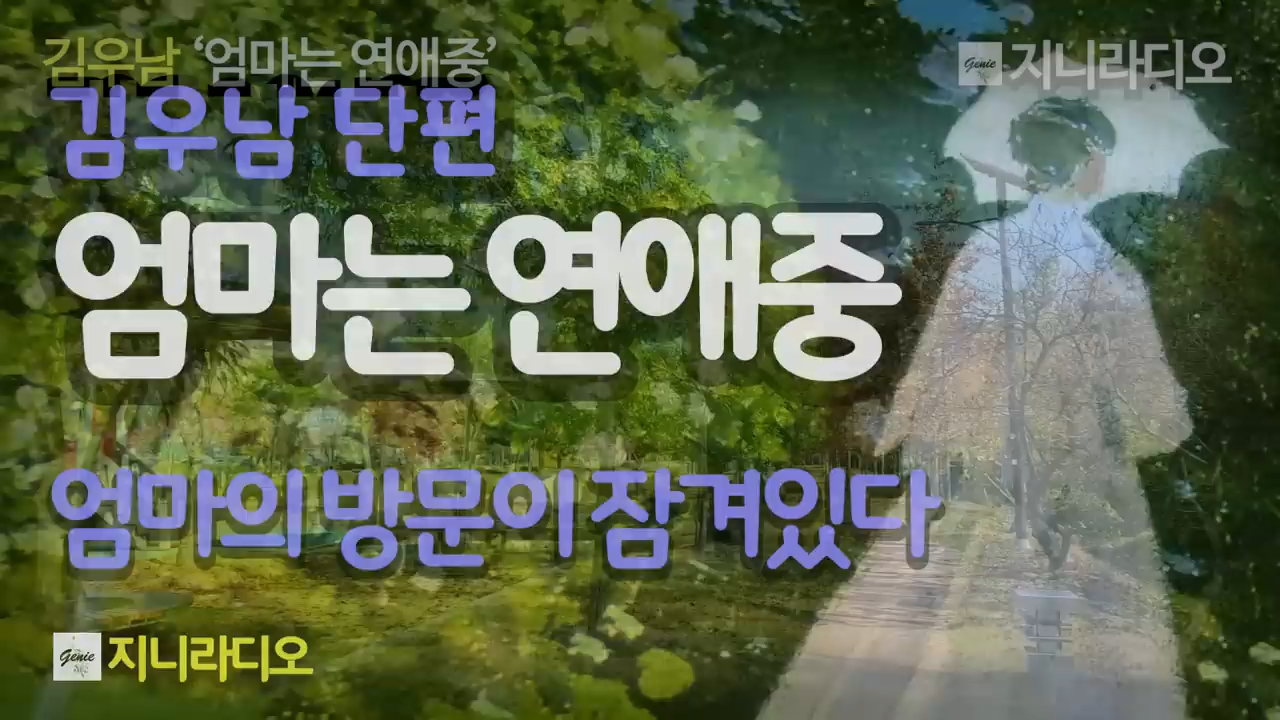 김우남 ‘엄마는 연애중’
Genie 지니라디오
김우남 단편
엄마는 연애중
엄마의 방문이 잠겨있다
Genie 지니라디오